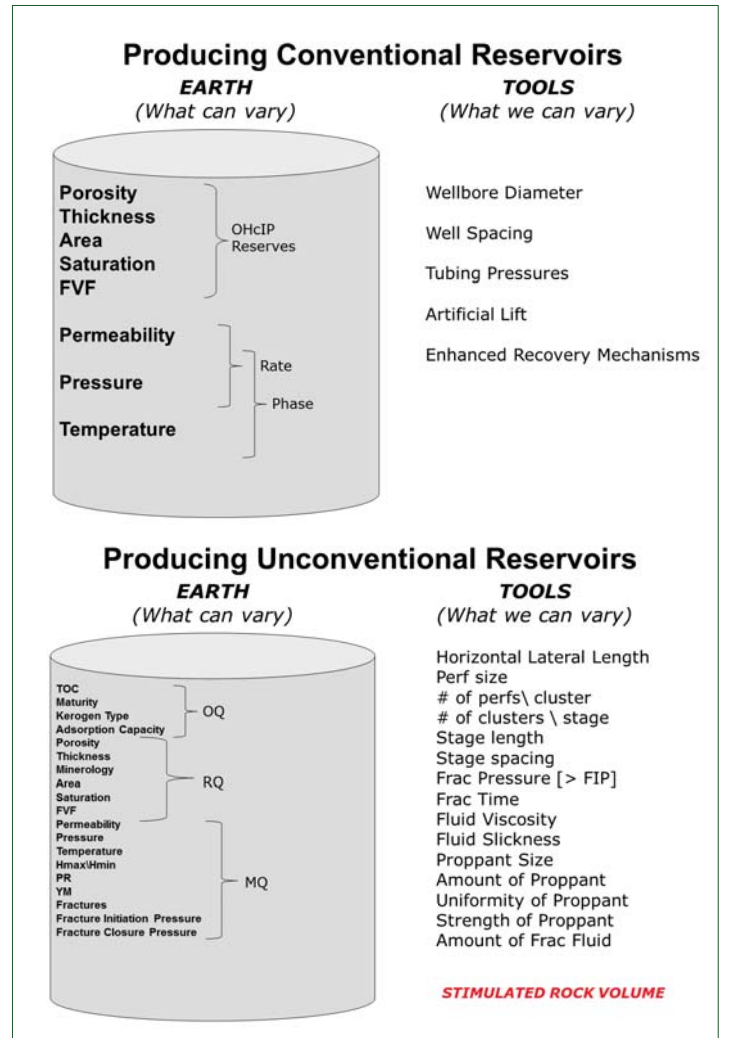 Producing Conventional Reservoirs
EARTH
(What can vary)
TOOLS
(What we can vary)
Porosity
Thickness
Area
Saturation
FVF
OHcIP
Reserves
Permeability
Pressure
Temperature
Rate
Phase
Wellbore Diameter
Well Spacing
Tubing Pressures
Artificial Lift
Enhanced Recovery Mechanisms
Producing Unconventional Reservoirs
EARTH
(What can vary)
TOOLS
(What we can vary)
TOC
Maturity
Kerogen Type
Adsorption Capacity
Porosity
Thickness
Minerology
Area
Saturation
FVF
Permeability
Pressure
Temperature
Hmax\Hmin
PR
YM
Fractures
Fracture Initiation Pressure
Fracture Closure Pressure
OQ
RQ
MQ
Horizontal Lateral Length
Perf size
# of perfs\ cluster
# of clusters \ stage
Stage length
Stage spacing
Frac Pressure [> FIP]
Frac Time
Fluid Viscosity
Fluid Slickness
Proppant Size
Amount of Proppant
Uniformity of Proppant
Strength of Proppant
Amount of Frac Fluid
STIMULATED ROCK VOLUME